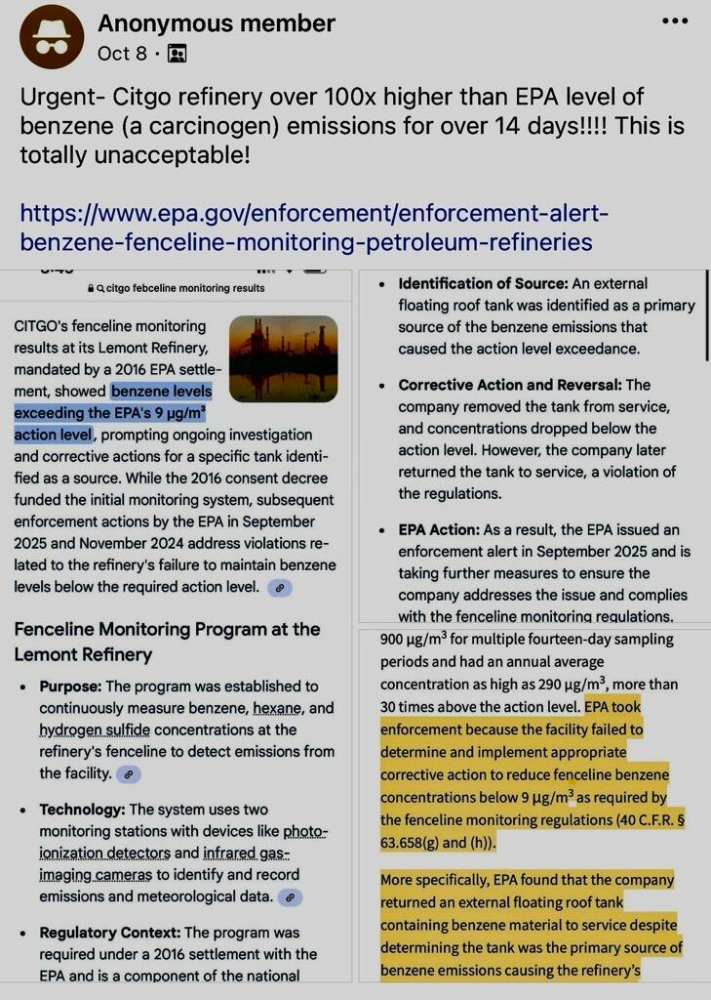 Anonymous member
Oct 8 ·
Urgent- Citgo refinery over 100x higher than EPA level of
benzene (a carcinogen) emissions for over 14 days!!!! This is
totally unacceptable!
https://www.epa.gov/enforcement/enforcement-alert-
benzene-fenceline-monitoring-petroleum-refineries
citgo febceline monitoring results
CITGO's fenceline monitoring
results at its Lemont Refinery,
mandated by a 2016 EPA settle-
ment, showed benzene levels
exceeding the EPA's 9 µg/m³
action level, prompting ongoing investigation
and corrective actions for a specific tank identi-
fied as a source. While the 2016 consent decree
funded the initial monitoring system, subsequent
enforcement actions by the EPA in September
2025 and November 2024 address violations re-
lated to the refinery's failure to maintain benzene
levels below the required action level.
Fenceline Monitoring Program at the
Lemont Refinery
• Purpose: The program was established to
continuously measure benzene, hexane, and
hydrogen sulfide concentrations at the
refinery's fenceline to detect emissions from
the facility.
• Technology: The system uses two
monitoring stations with devices like photo-
ionization detectors and infrared gas-
imaging cameras to identify and record
emissions and meteorological data.
• Regulatory Context: The program was
required under a 2016 settlement with the
EPA and is a component of the national
• Identification of Source: An external
floating roof tank was identified as a primary
source of the benzene emissions that
caused the action level exceedance.
• Corrective Action and Reversal: The
company removed the tank from service,
and concentrations dropped below the
action level. However, the company later
returned the tank to service, a violation of
the regulations.
• EPA Action: As a result, the EPA issued an
enforcement alert in September 2025 and is
taking further measures to ensure the
company addresses the issue and complies
with the fenceline monitoring regulations.
900 µg/m³ for multiple fourteen-day sampling
periods and had an annual average
concentration as high as 290 µg/m³, more than
30 times above the action level. EPA took
enforcement because the facility failed to
determine and implement appropriate
corrective action to reduce fenceline benzene
concentrations below 9 µg/m³ as required by
the fenceline monitoring regulations (40 C.F.R. §
63.658(g) and (h)).
More specifically, EPA found that the company
returned an external floating roof tank
containing benzene material to service despite
determining the tank was the primary source of
benzene emissions causing the refinery's